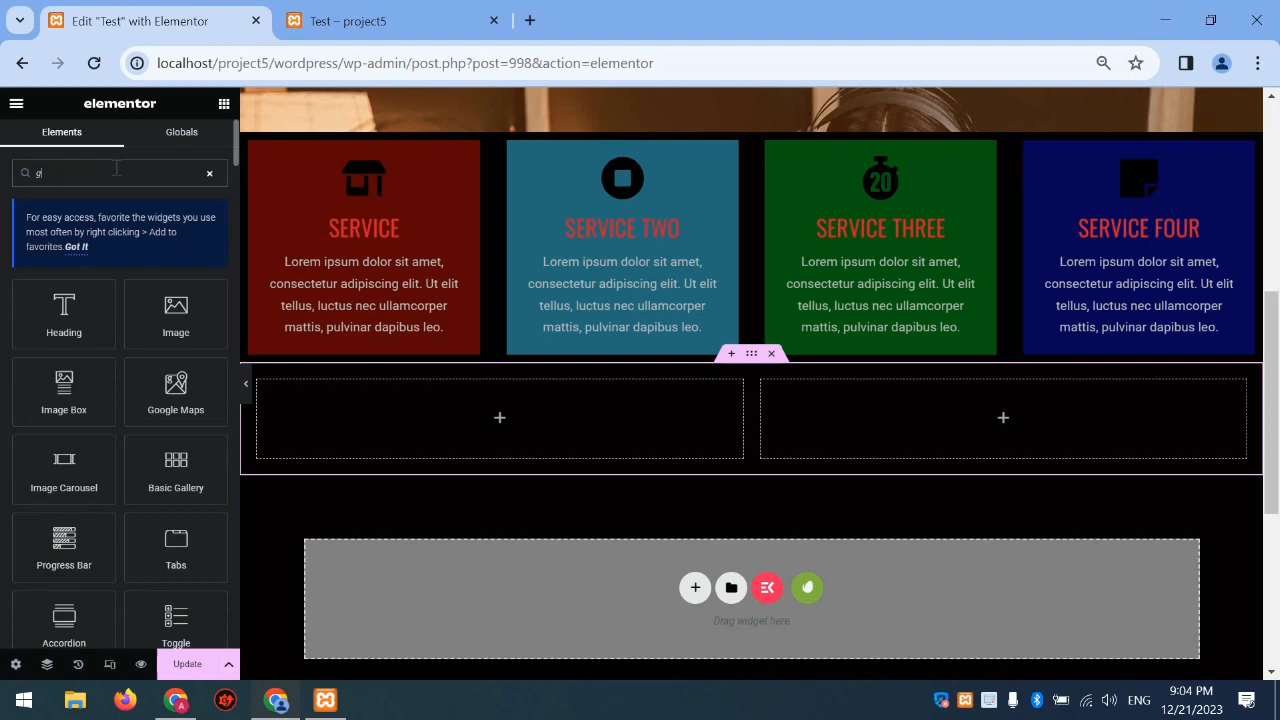 Edit "Test" with Elementor
Test – project5
localhost/project5/wordpress/wp-admin/post.php?post=998&action=elementor
elementor
Elements
Globals
g
For easy access, favorite the widgets you use
most often by right clicking > Add to
favorites.Got It
Heading
Image
Image Box
Google Maps
Image Carousel
Basic Gallery
Progress Bar
Tabs
Accordion
Toggle
Update
SERVICE
Lorem ipsum dolor sit amet,
consectetur adipiscing elit. Ut elit
tellus, luctus nec ullamcorper
mattis, pulvinar dapibus leo.
SERVICE TWO
Lorem ipsum dolor sit amet,
consectetur adipiscing elit. Ut elit
tellus, luctus nec ullamcorper
mattis, pulvinar dapibus leo.
20
SERVICE THREE
Lorem ipsum dolor sit amet,
consectetur adipiscing elit. Ut elit
tellus, luctus nec ullamcorper
mattis, pulvinar dapibus leo.
SERVICE FOUR
Lorem ipsum dolor sit amet,
consectetur adipiscing elit. Ut elit
tellus, luctus nec ullamcorper
mattis, pulvinar dapibus leo.
Drag widget here
ENG
9:04 PM
12/21/2023